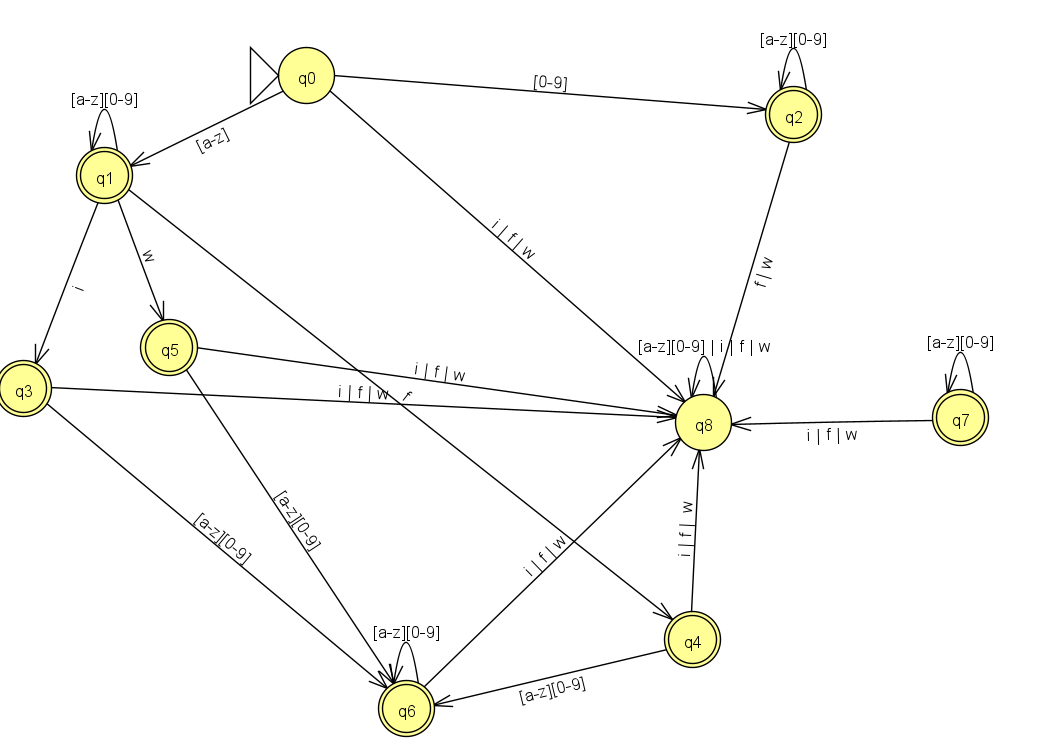 [a-z][0-9]
q0
[0-9]
q2
[a-z][0-9]
q1
[a-z]
i | f | w
f | w
w
i
q5
i | f | w
[a-z][0-9] | i | f | w
[a-z][0-9]
q3
i | f | w
f
q8
i | f | w
q7
[a-z][0-9]
[a-z][0-9]
i | f | w
i | f | w
[a-z][0-9]
q4
q6
[a-z][0-9]